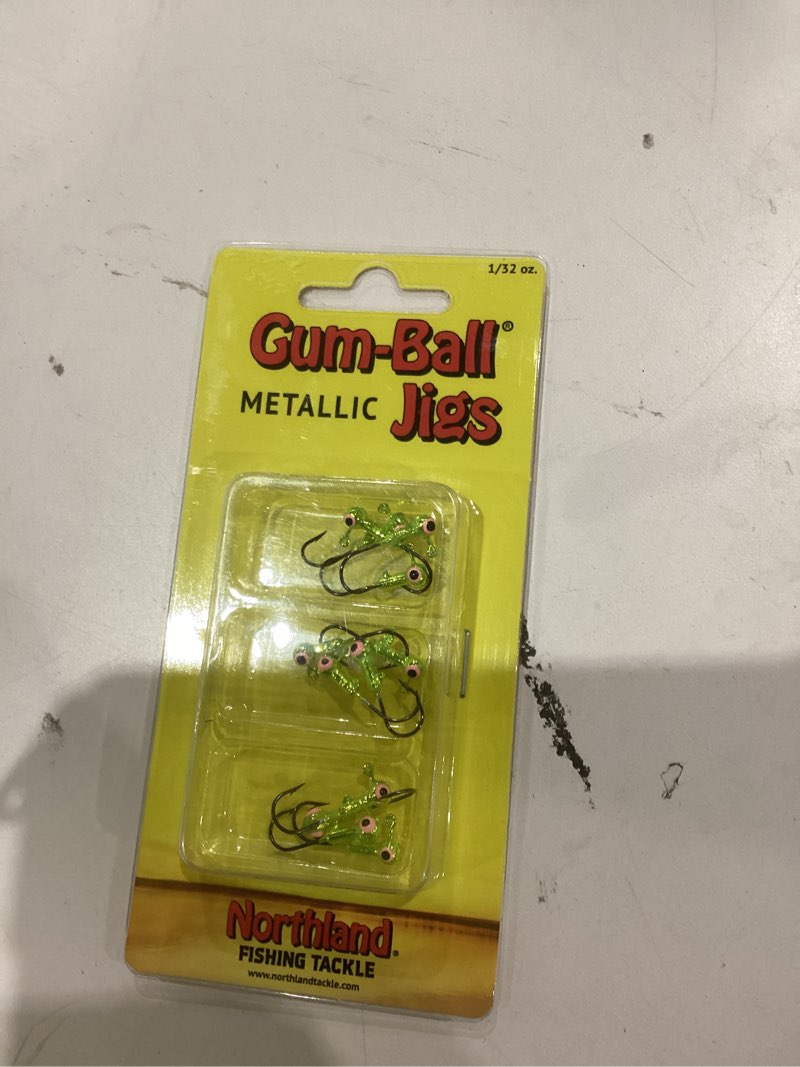 1/32 oz.
Gum-Ball®
METALLIC Jigs
Northland®
FISHING TACKLE
www.northlandtackle.com